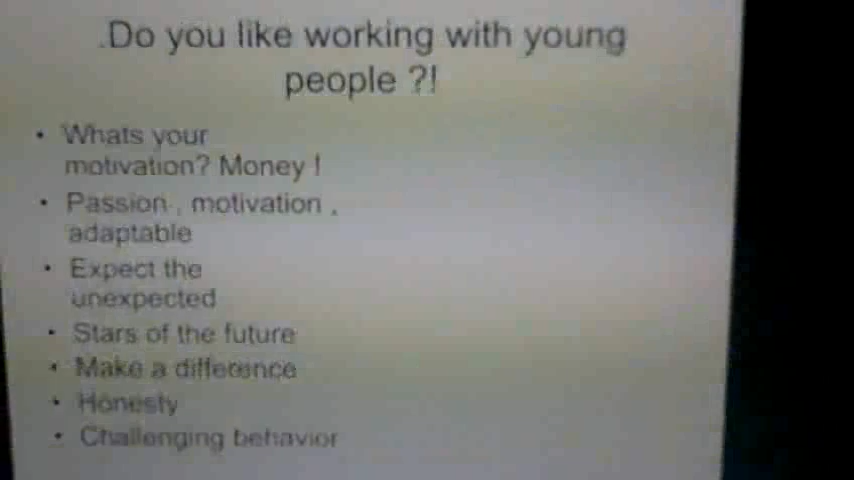 .Do you like working with young
people ?!
• Whats your
motivation? Money !
• Passion , motivation ,
adaptable
• Expect the
unexpected
• Stars of the future
• Make a difference
• Honesty
• Challenging behavior